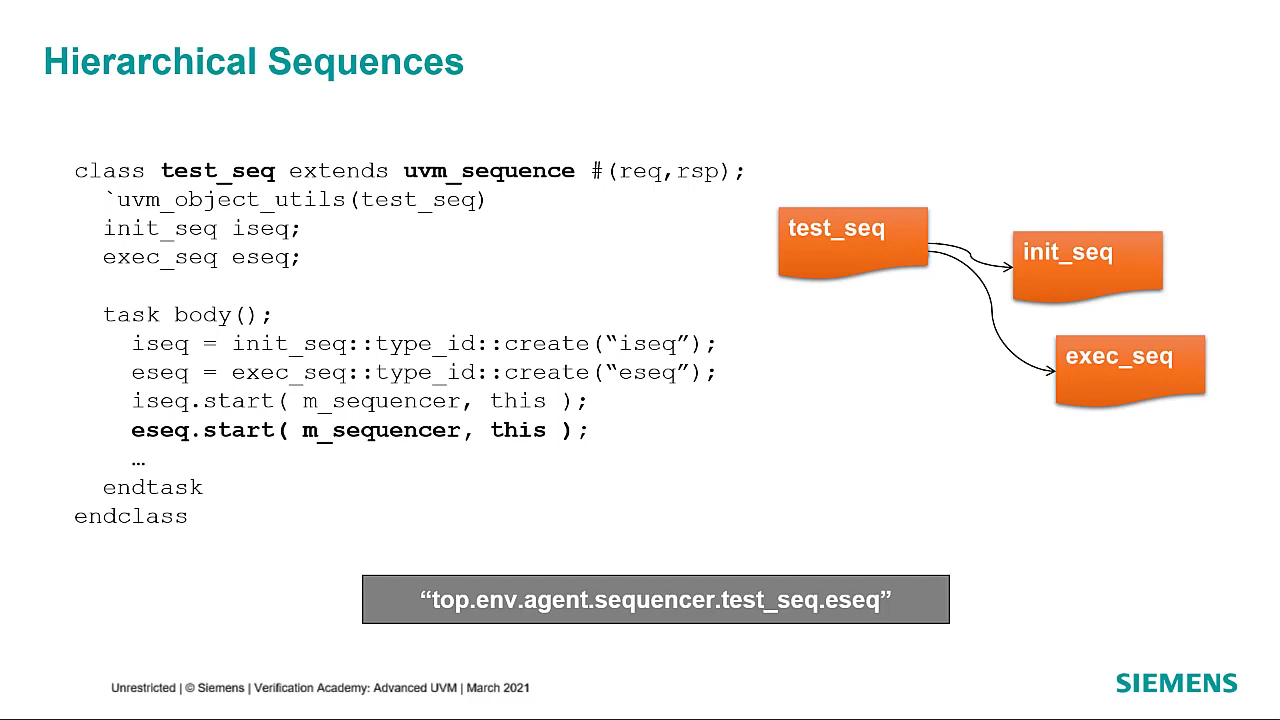 Hierarchical Sequences
class test_seq extends uvm_sequence #(req,rsp);
`uvm_object_utils(test_seq)
init_seq iseq;
exec_seq eseq;
task body();
iseq = init_seq::type_id::create(“iseq”);
eseq = exec_seq::type_id::create(“eseq”);
iseq.start( m_sequencer, this );
eseq.start( m_sequencer, this );
…
endtask
endclass
test_seq
init_seq
exec_seq
“top.env.agent.sequencer.test_seq.eseq”
Unrestricted | © Siemens | Verification Academy: Advanced UVM | March 2021
SIEMENS